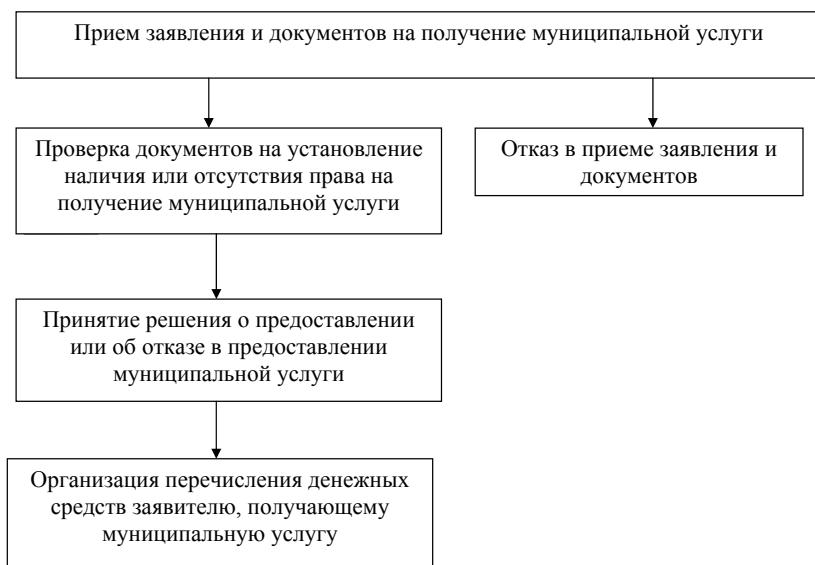 Прием заявления и документов на получение муниципальной услуги
Проверка документов на установление
наличия или отсутствия права на
получение муниципальной услуги
Отказ в приеме заявления и
документов
Принятие решения о предоставлении
или об отказе в предоставлении
муниципальной услуги
Организация перечисления денежных
средств заявителю, получающему
муниципальную услугу